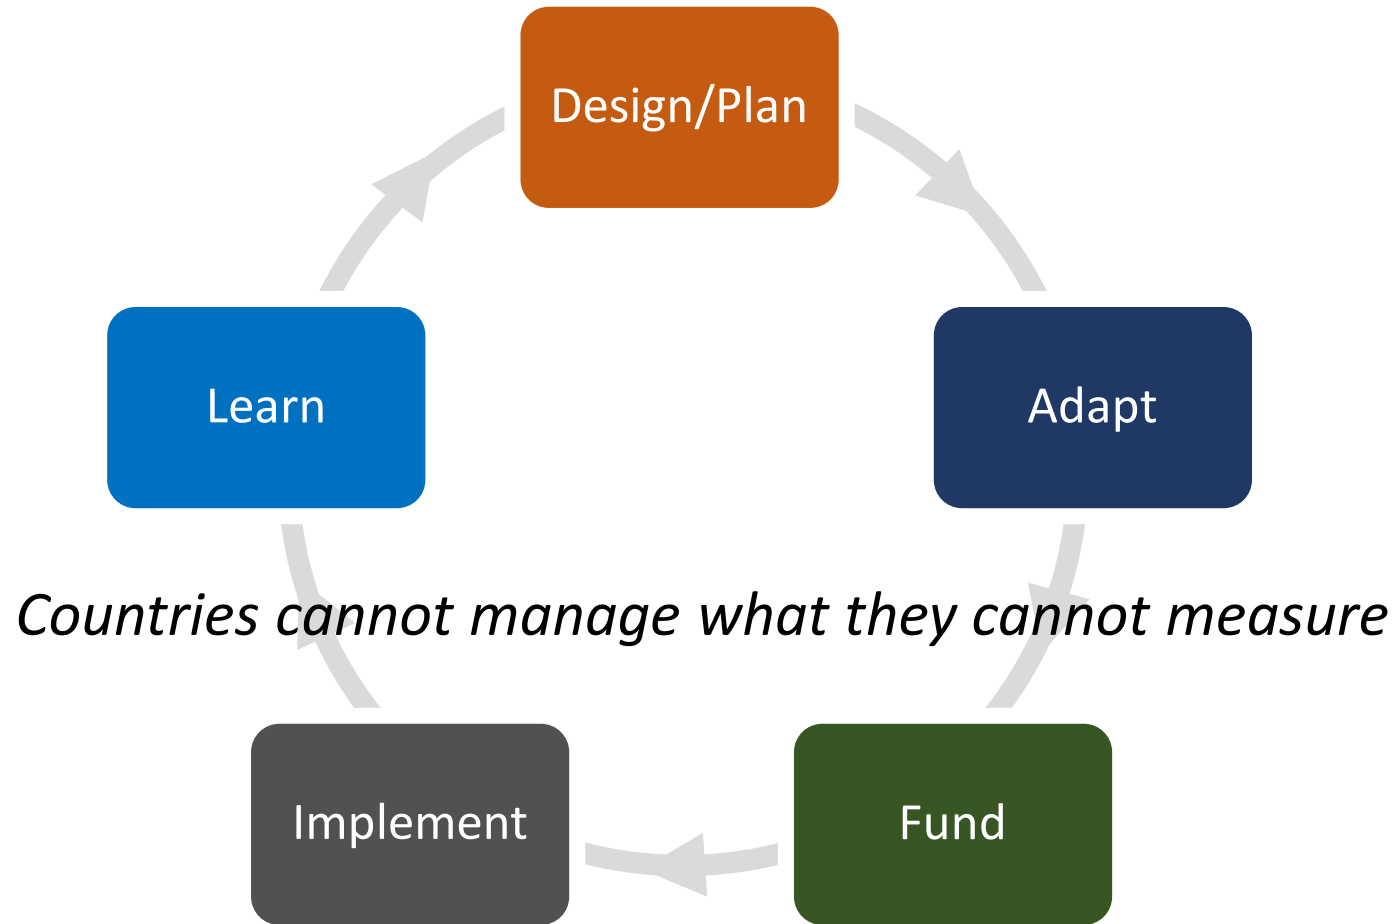 Design/Plan
Learn
Adapt
Countries cannot manage what they cannot measure
Implement
Fund